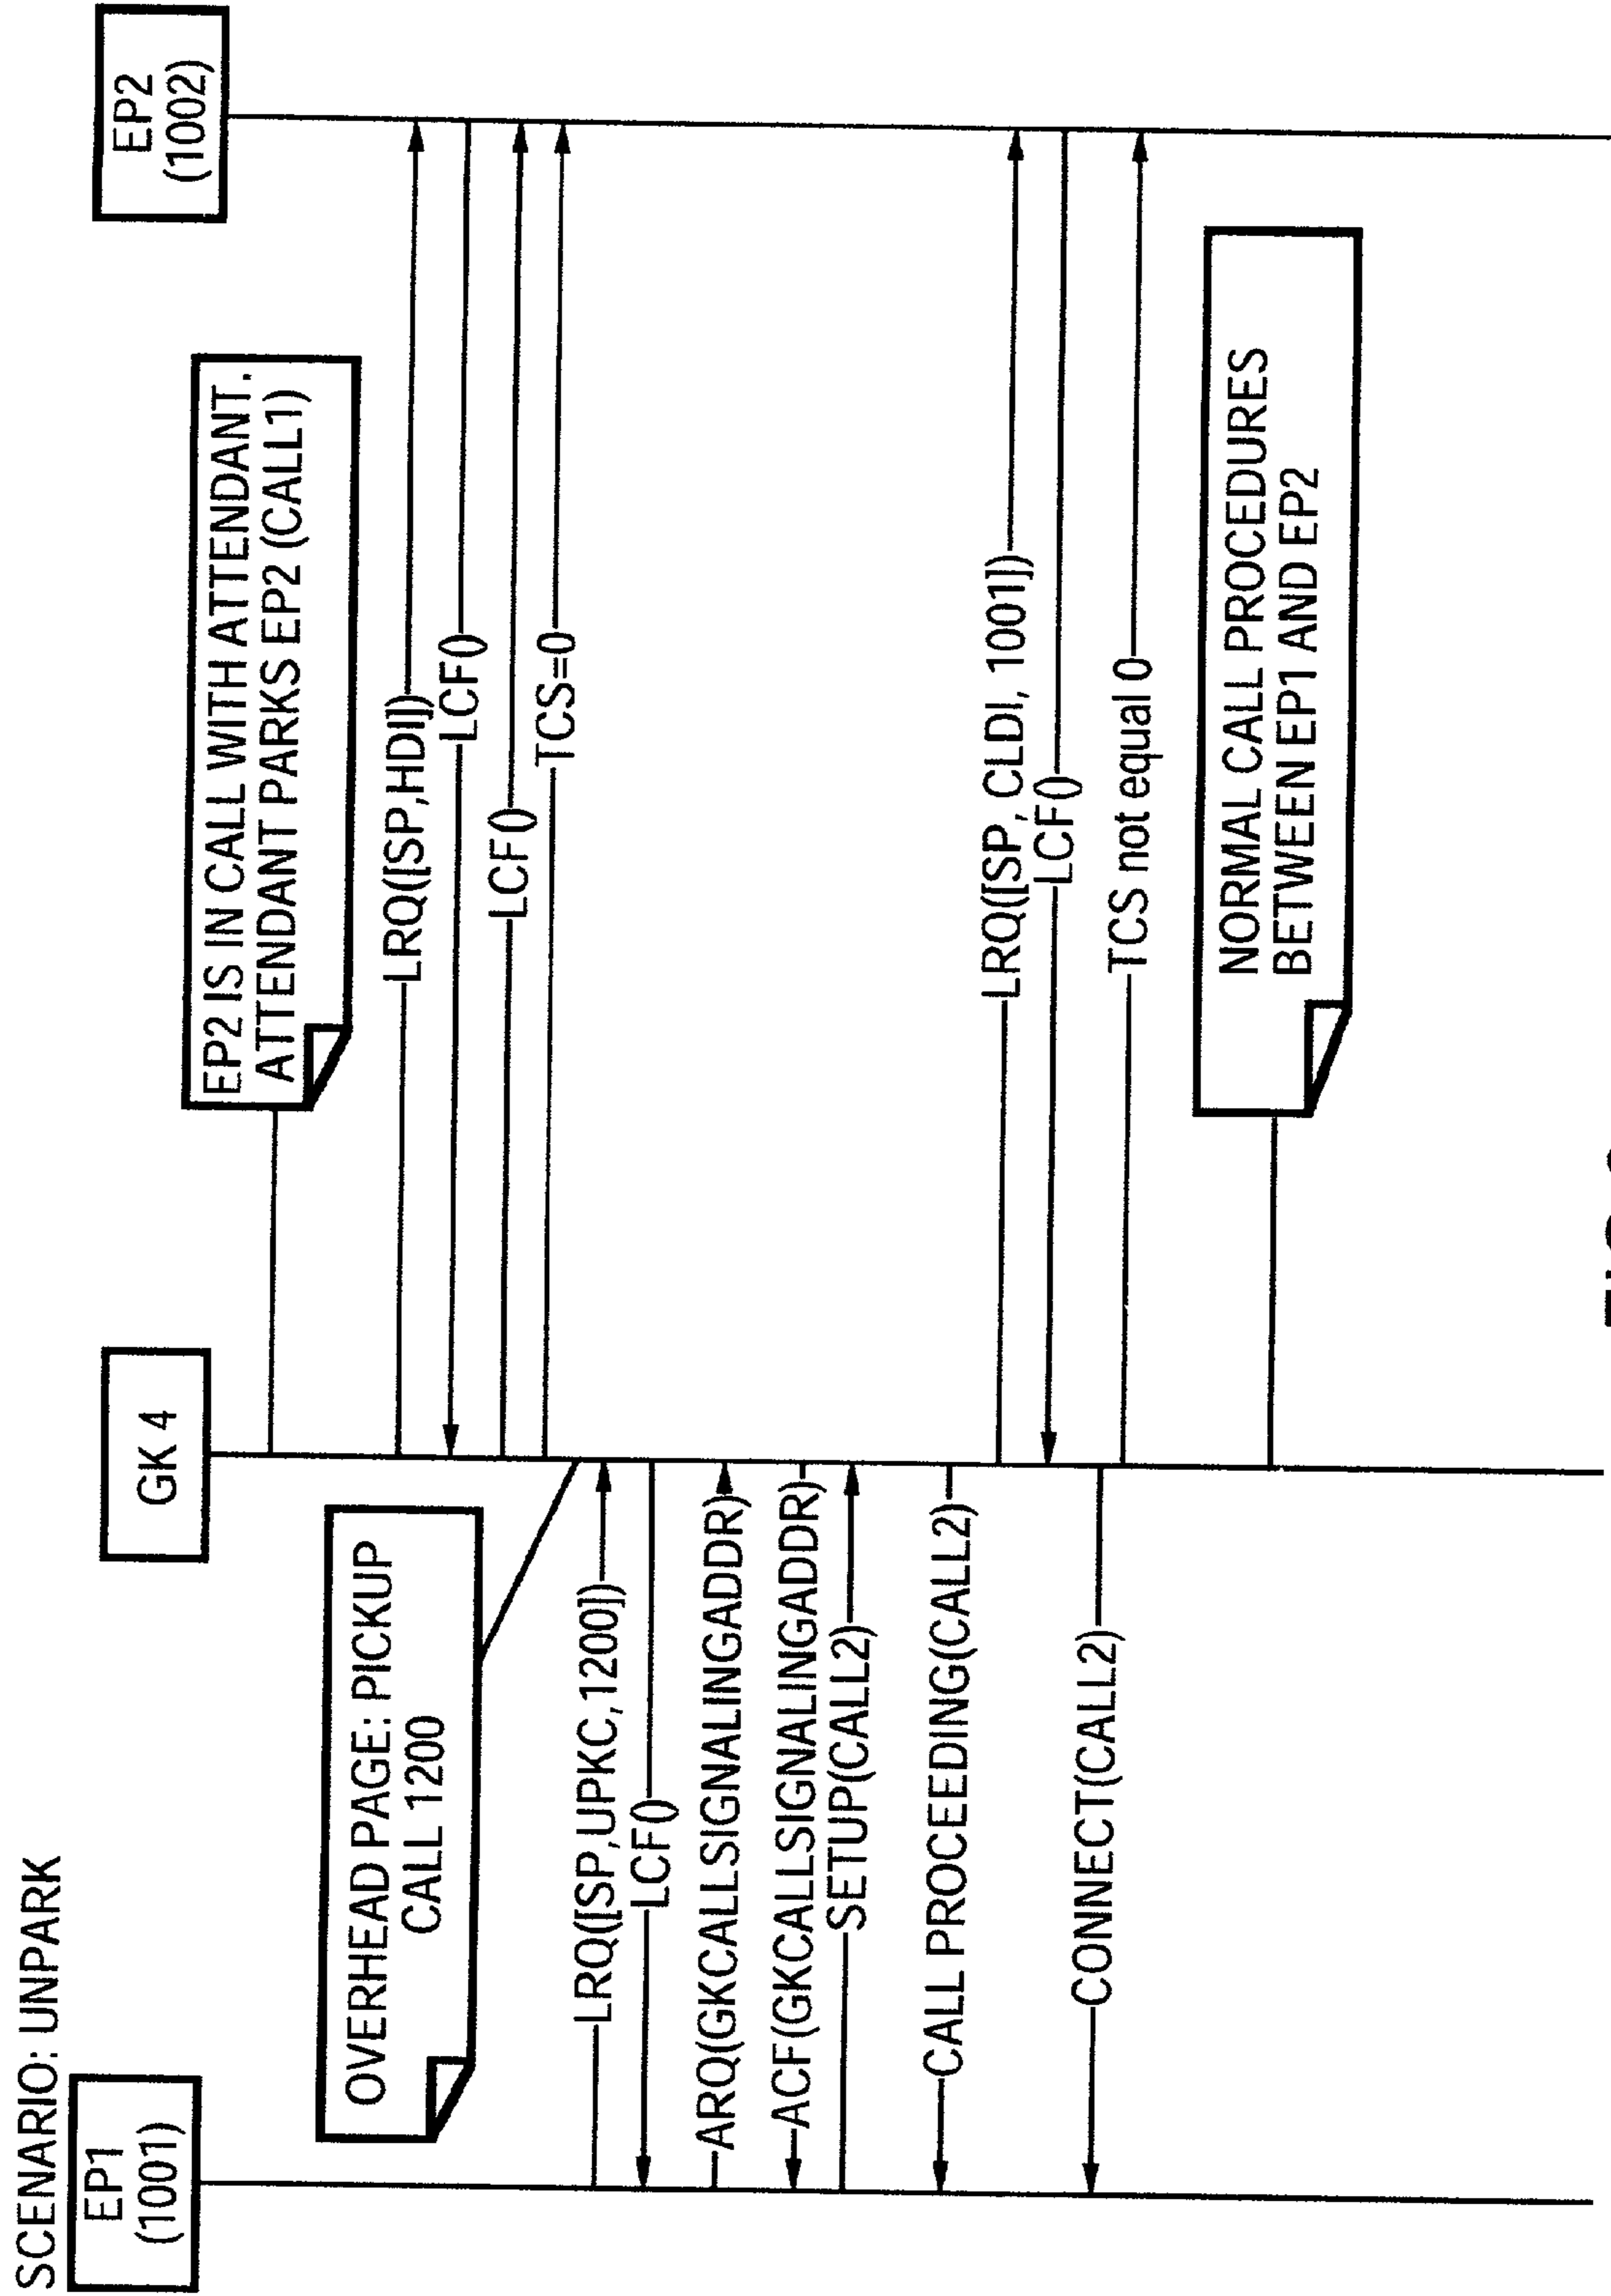 SCENARIO: UNPARK
EP1
(1001)
GK 4
EP2
(1002)
EP2 IS IN CALL WITH ATTENDANT.
ATTENDANT PARKS EP2 (CALL1)
LRQ([SP,HDI])
LCF()
LCF()
TCS=0
OVERHEAD PAGE: PICKUP
CALL 1200
LRQ([SP,UPKC,1200])
LCF()
ARQ(GKCALLSIGNALINGADDR)
ACF(GKCALLSIGNALINGADDR)
SETUP(CALL2)
CALL PROCEEDING(CALL2)
LRQ([SP, CLDI, 1001])
LCF()
CONNECT(CALL2)
TCS not equal 0
NORMAL CALL PROCEDURES
BETWEEN EP1 AND EP2